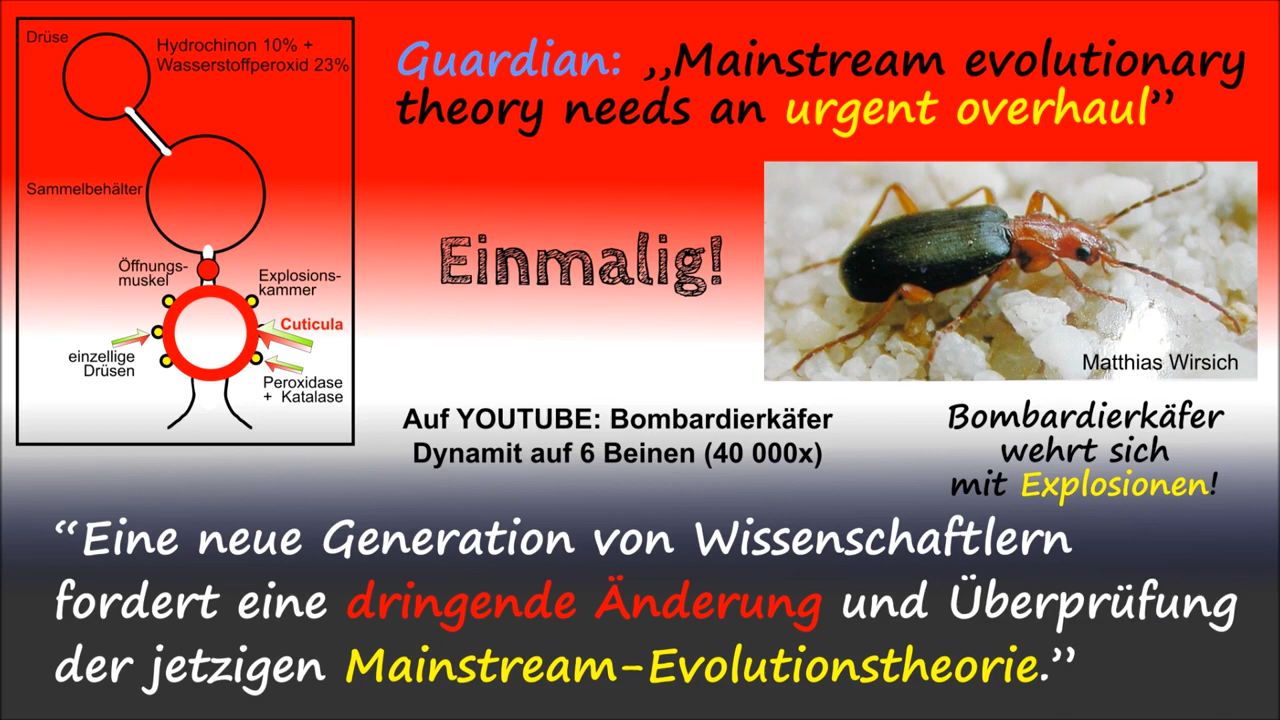 Drüse
Hydrochinon 10% +
Wasserstoffperoxid 23%
Sammelbehälter
Öffnungs-
muskel
Explosions-
kammer
Cuticula
einzellige
Drüsen
Peroxidase
+ Katalase
Guardian: ,,Mainstream evolutionary
theory needs an urgent overhaul”
Einmalig!
Matthias Wirsich
Auf YOUTUBE: Bombardierkäfer
Dynamit auf 6 Beinen (40 000x)
Bombardierkäfer
wehrt sich
mit Explosionen!
“Eine neue Generation von Wissenschaftlern
fordert eine dringende Änderung und Überprüfung
der jetzigen Mainstream-Evolutionstheorie.”